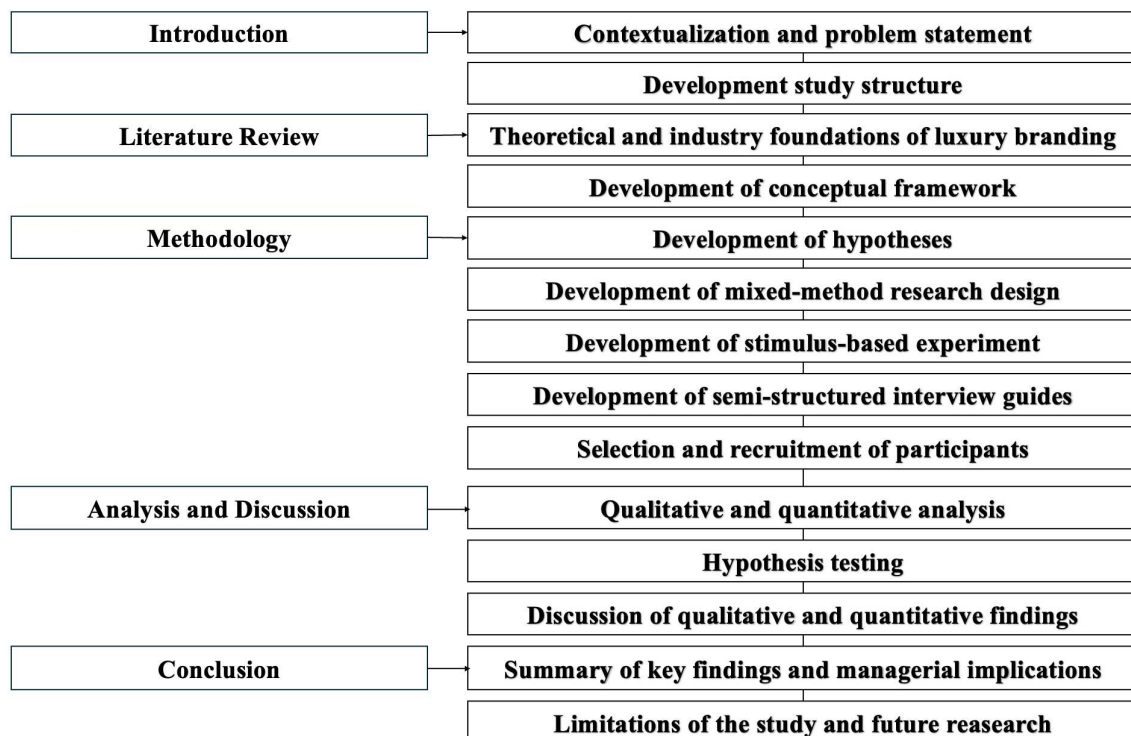 Introduction
Contextualization and problem statement
Development study structure
Literature Review
Theoretical and industry foundations of luxury branding
Development of conceptual framework
Methodology
Development of hypotheses
Development of mixed-method research design
Development of stimulus-based experiment
Development of semi-structured interview guides
Selection and recruitment of participants
Analysis and Discussion
Qualitative and quantitative analysis
Hypothesis testing
Discussion of qualitative and quantitative findings
Conclusion
Summary of key findings and managerial implications
Limitations of the study and future reasearch